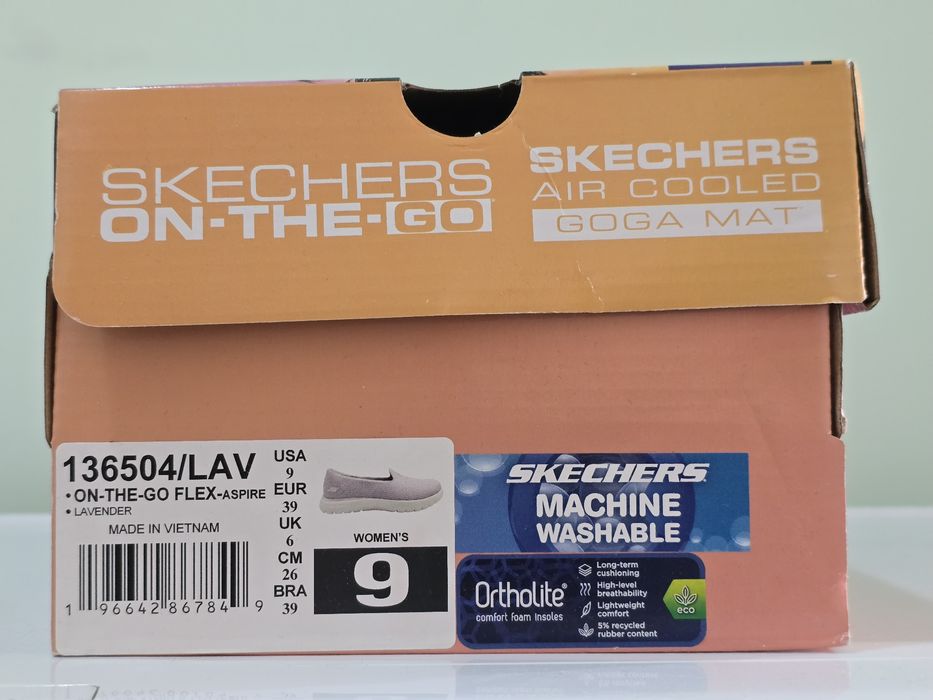 SKECHERS
ON-THE-GO
SKECHERS
AIR COOLED
GOGA MAT
136504/LAV
• ON-THE-GO FLEX-ASPIRE
• LAVENDER
MADE IN VIETNAM
1 96642 86784 9
USA
9
EUR
39
UK
6
CM
26
BRA
39
WOMEN'S
9
SKECHERS
MACHINE
WASHABLE
Ortholite®
comfort foam insoles
Long-term
cushioning
High-level
breathability
Lightweight
comfort
5% recycled
rubber content
eco